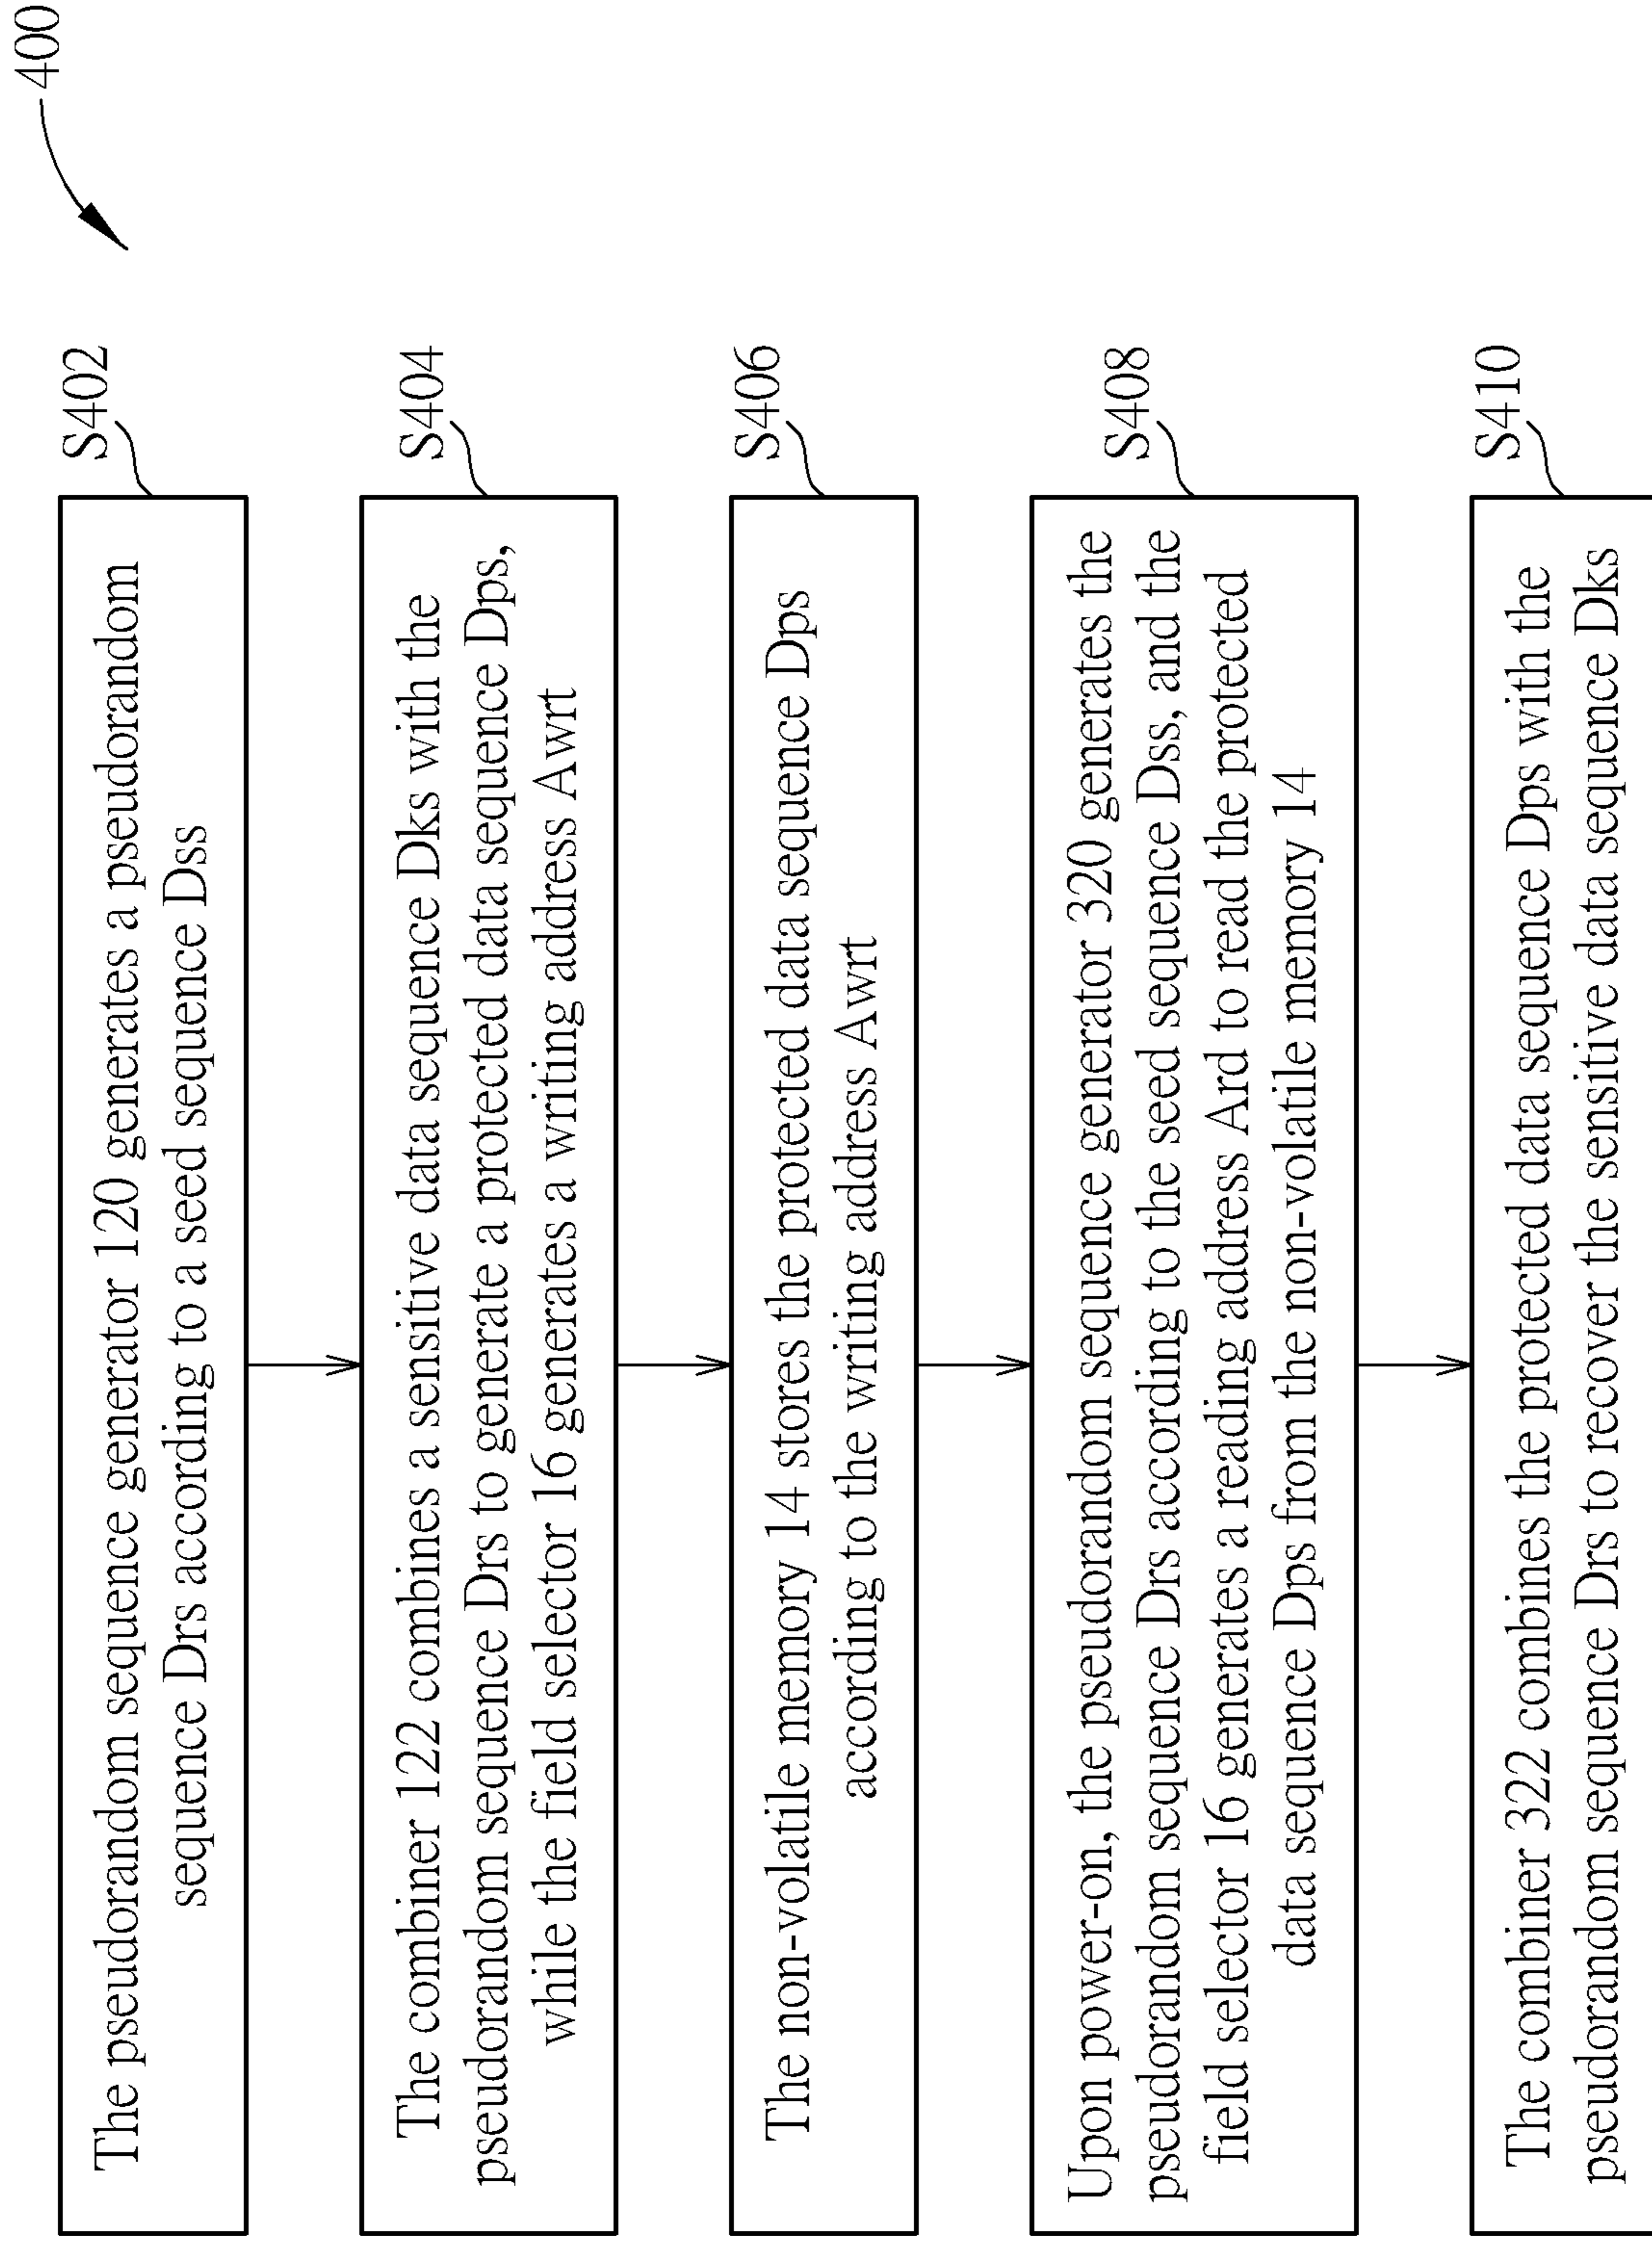 400
S402
The pseudorandom sequence generator 120 generates a pseudorandom
sequence Drs according to a seed sequence Dss
S404
The combiner 122 combines a sensitive data sequence Dks with the
pseudorandom sequence Drs to generate a protected data sequence Dps,
while the field selector 16 generates a writing address Awrt
S406
The non-volatile memory 14 stores the protected data sequence Dps
according to the writing address Awrt
S408
Upon power-on, the pseudorandom sequence generator 320 generates the
pseudorandom sequence Drs according to the seed sequence Dss, and the
field selector 16 generates a reading address Ard to read the protected
data sequence Dps from the non-volatile memory 14
S410
The combiner 322 combines the protected data sequence Dps with the
pseudorandom sequence Drs to recover the sensitive data sequence Dks